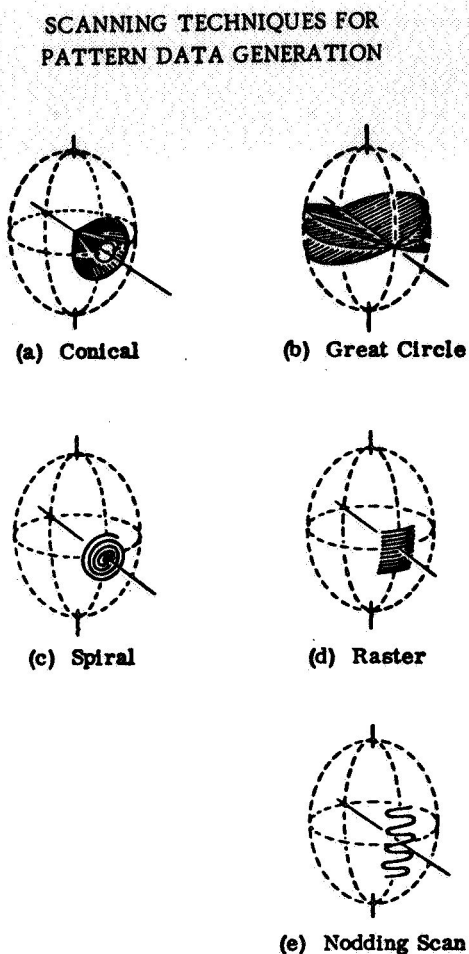 SCANNING TECHNIQUES FOR
PATTERN DATA GENERATION
(a) Conical
(b) Great Circle
(c) Spiral
(d) Raster
(e) Nodding Scan